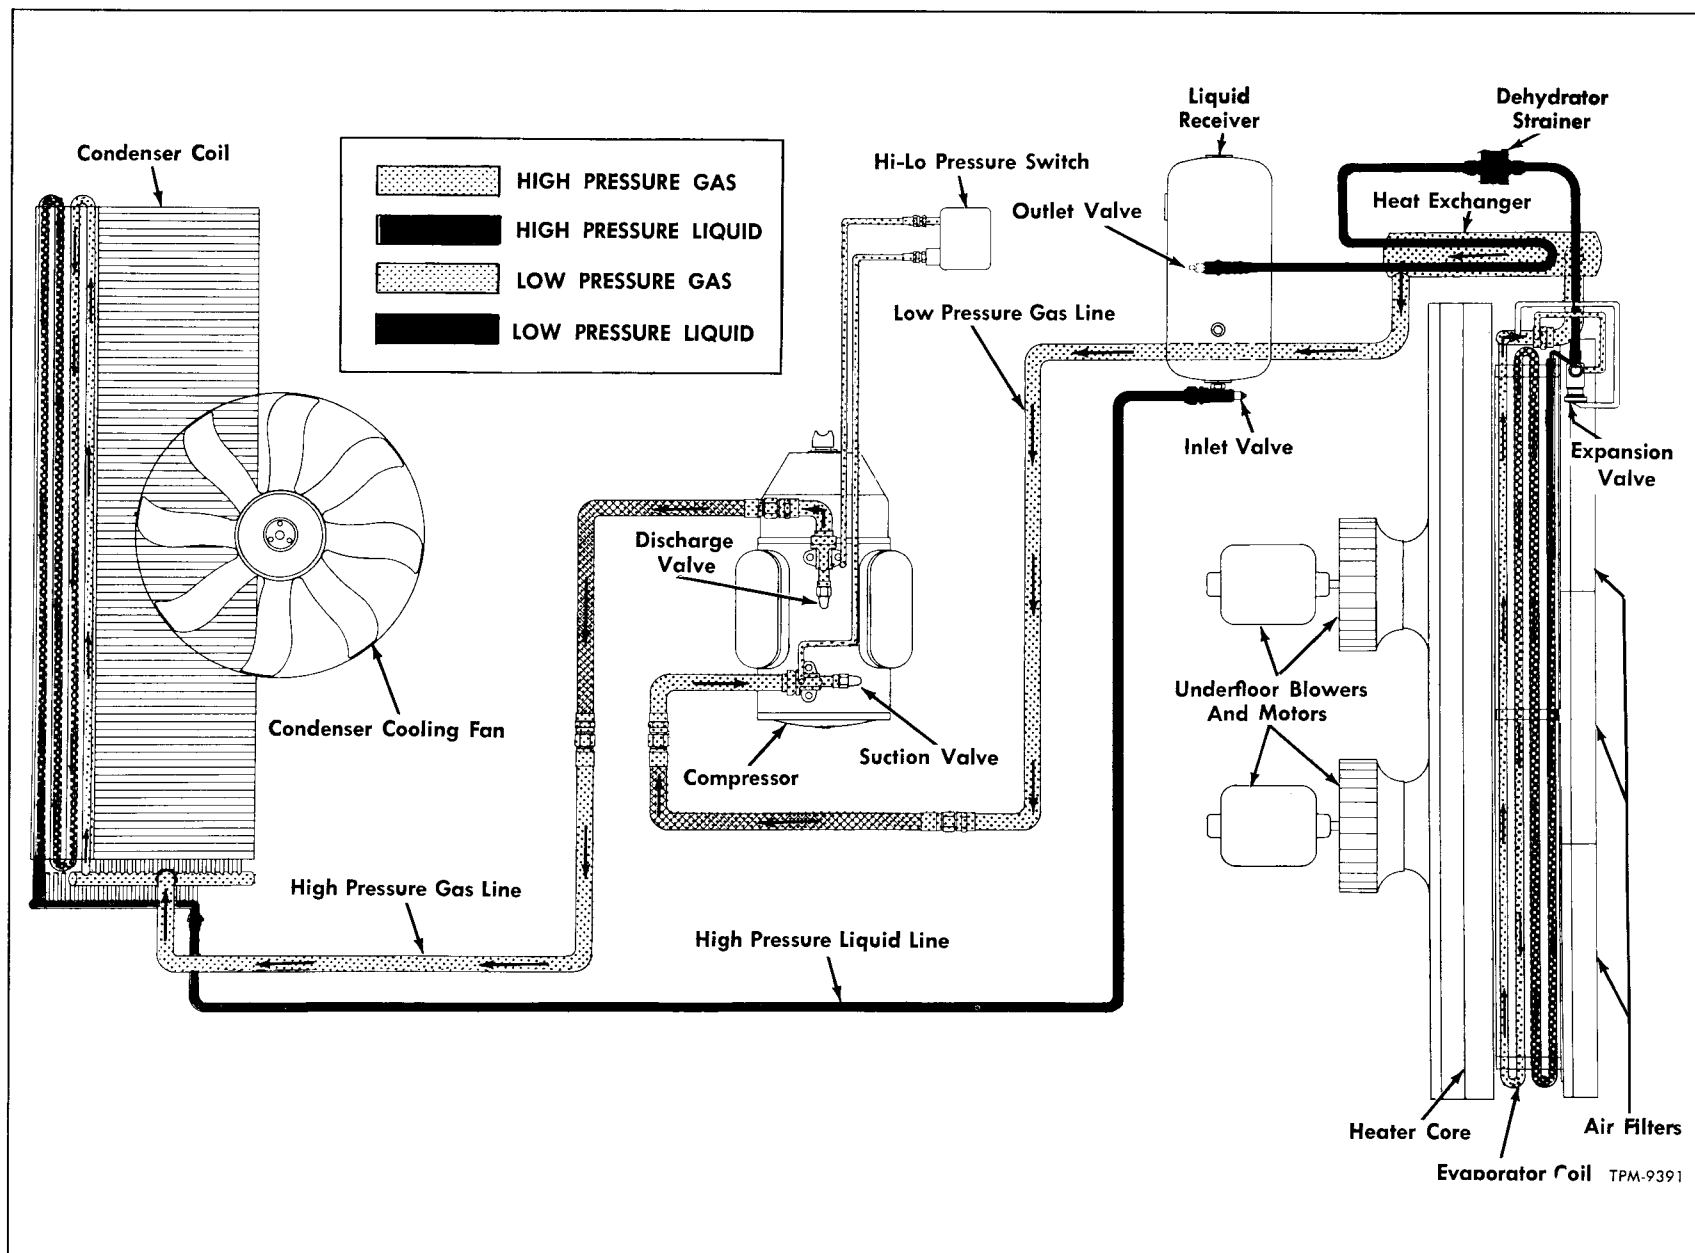 Liquid
Receiver
Dehydrator
Strainer
Condenser Coil
HIGH PRESSURE GAS
HIGH PRESSURE LIQUID
LOW PRESSURE GAS
LOW PRESSURE LIQUID
Hi-Lo Pressure Switch
Outlet Valve
Heat Exchanger
Low Pressure Gas Line
Inlet Valve
Expansion
Valve
Discharge
Valve
Underfloor Blowers
And Motors
Condenser Cooling Fan
Suction Valve
Compressor
High Pressure Gas Line
High Pressure Liquid Line
Heater Core
Air Filters
Evaporator Coil
TPM-9391